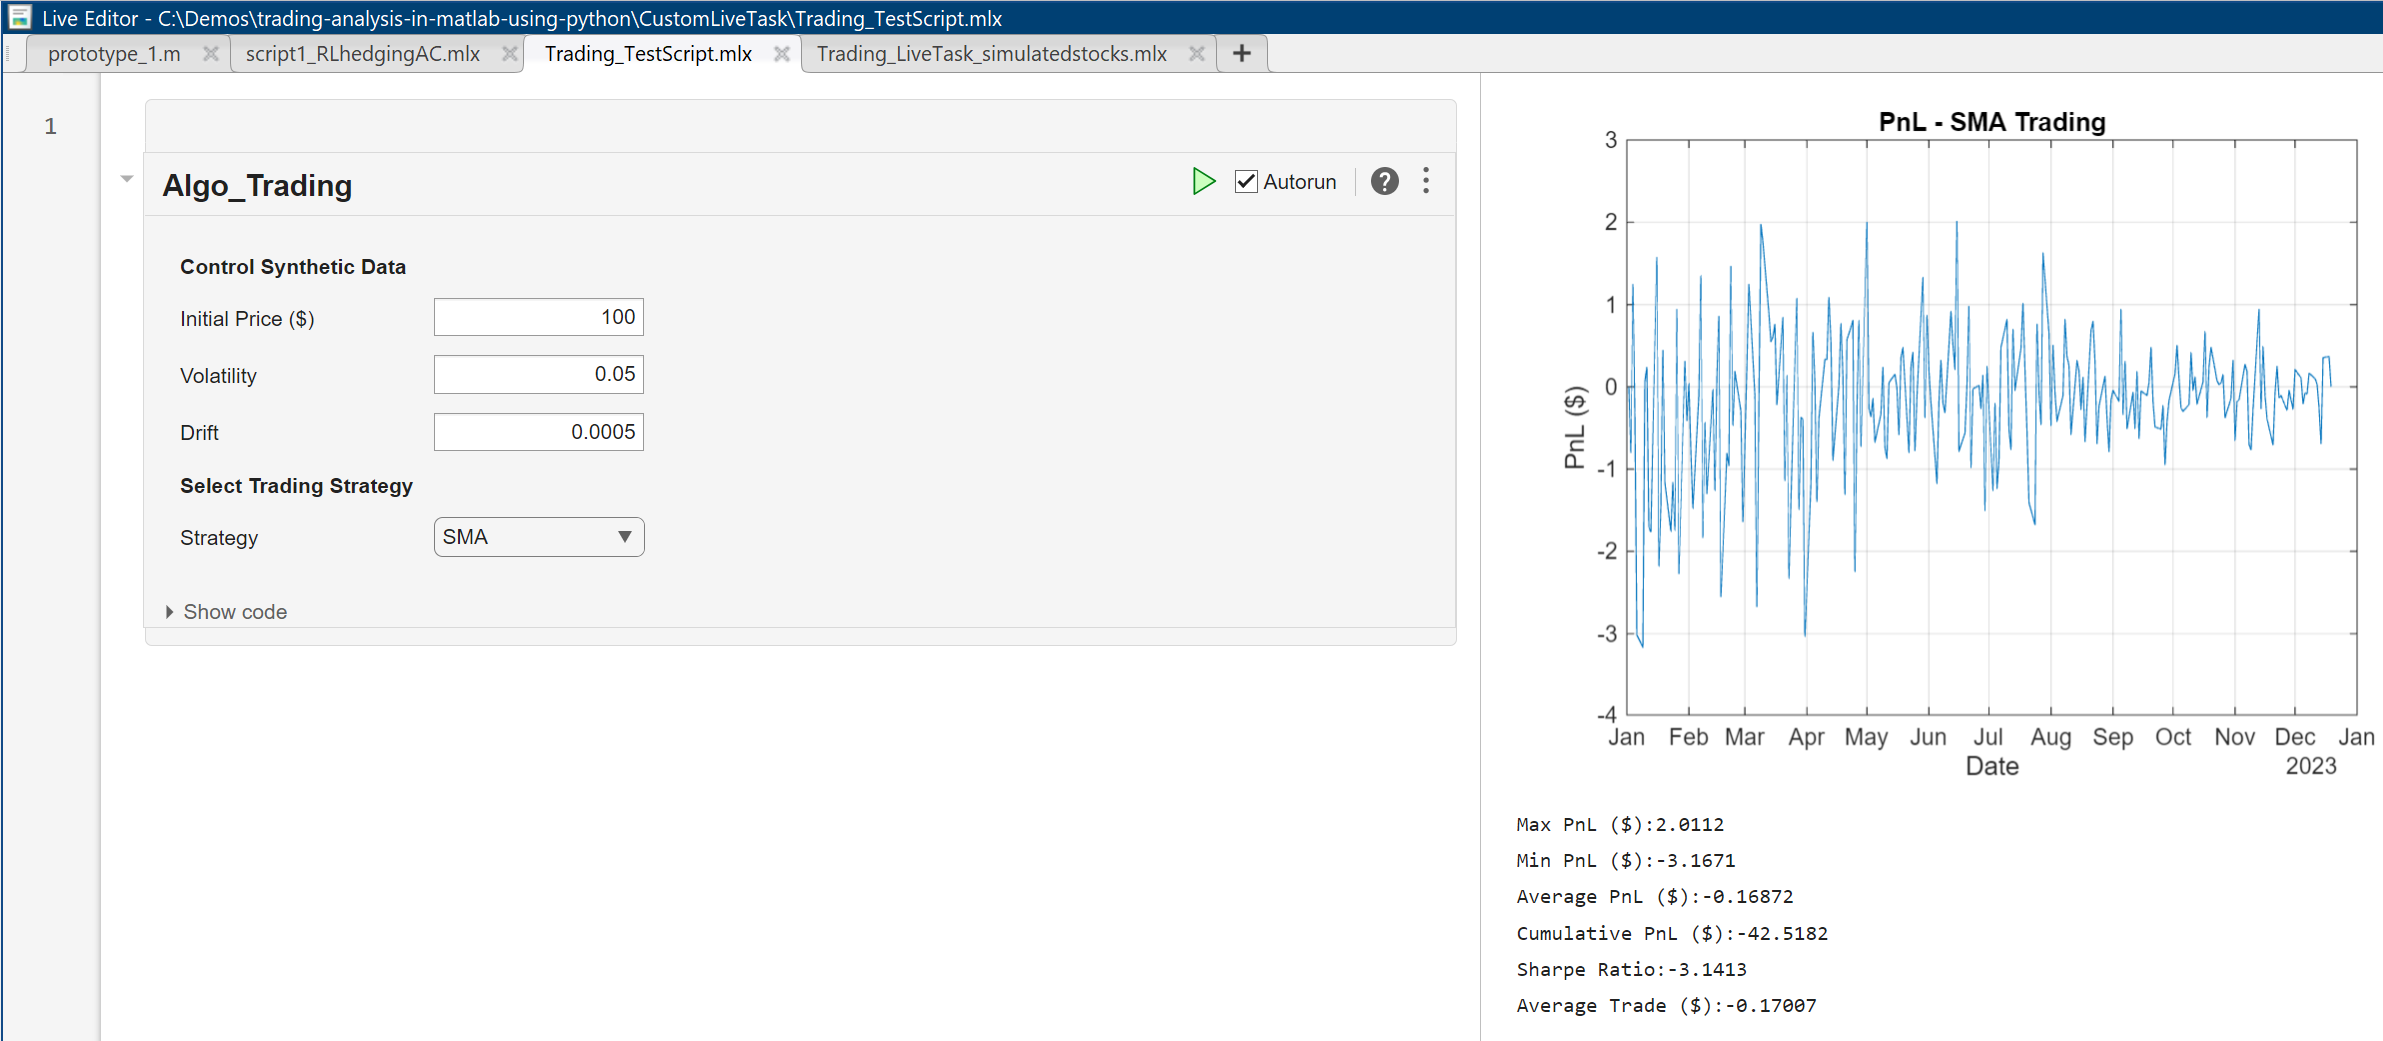 Live Editor - C:\Demos\trading-analysis-in-matlab-using-python\CustomLiveTask\Trading_TestScript.mlx
prototype_1.m
script1_RLhedgingAC.mlx
Trading_TestScript.mlx
Trading_LiveTask_simulatedstocks.mlx
1
Algo_Trading
Autorun
Control Synthetic Data
Initial Price ($)
100
Volatility
0.05
Drift
0.0005
Select Trading Strategy
Strategy
SMA
Show code
PnL - SMA Trading
3
2
1
0
-1
-2
-3
-4
PnL ($)
Jan Feb Mar Apr May Jun Jul Aug Sep Oct Nov Dec Jan
Date
2023
Max PnL ($):2.0112
Min PnL ($):-3.1671
Average PnL ($):-0.16872
Cumulative PnL ($):-42.5182
Sharpe Ratio:-3.1413
Average Trade ($):-0.17007